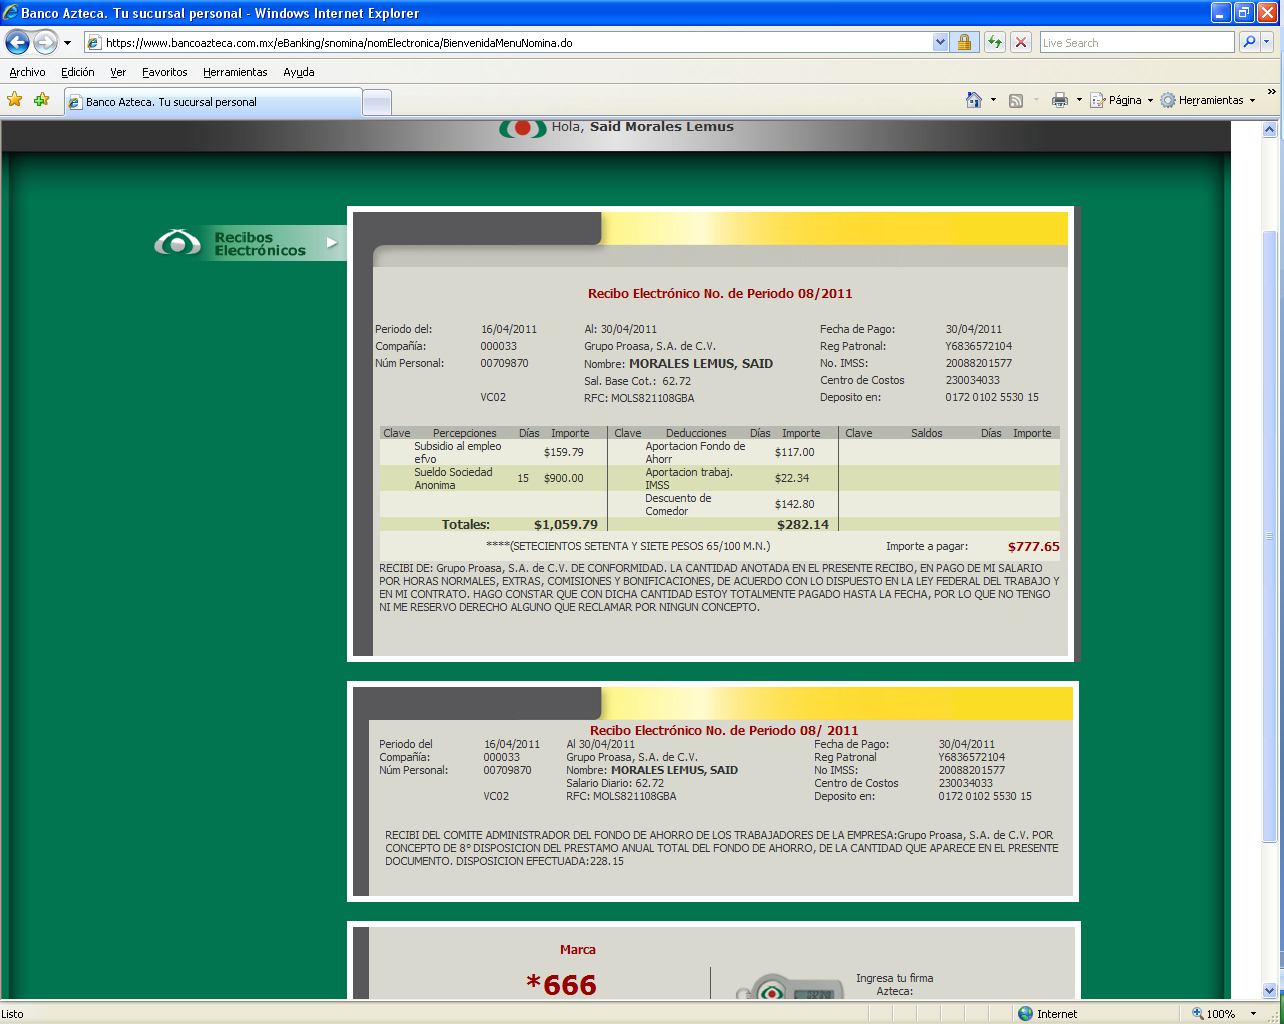 Banco Azteca. Tu sucursal personal - Windows Internet Explorer
https://www.bancoazteca.com.mx/eBanking/snomina/nomElectronica/BienvenidaMenuNomina.do
Live Search
Archivo Edición Ver Favoritos Herramientas Ayuda
Banco Azteca. Tu sucursal personal
Página Herramientas
Hola, Said Morales Lemus
Recibos
Electrónicos
Recibo Electrónico No. de Periodo 08/2011
Periodo del: 16/04/2011 Al: 30/04/2011 Fecha de Pago: 30/04/2011
Compañía: 000033 Grupo Proasa, S.A. de C.V. Reg Patronal: Y6836572104
Núm Personal: 00709870 Nombre: MORALES LEMUS, SAID No. IMSS: 20088201577
Sal. Base Cot.: 62.72 Centro de Costos 230034033
VC02 RFC: MOLS821108GBA Deposito en: 0172 0102 5530 15
Clave Percepciones Días Importe Clave Deducciones Días Importe Clave Saldos Días Importe
Subsidio al empleo efvo $159.79 Aportacion Fondo de Ahorr $117.00
Sueldo Sociedad Anonima 15 $900.00 Aportacion trabaj. IMSS $22.34
Descuento de Comedor $142.80
Totales: $1,059.79 $282.14
****(SETECIENTOS SETENTA Y SIETE PESOS 65/100 M.N.) Importe a pagar: $777.65
RECIBI DE: Grupo Proasa, S.A. de C.V. DE CONFORMIDAD. LA CANTIDAD ANOTADA EN EL PRESENTE RECIBO, EN PAGO DE MI SALARIO
POR HORAS NORMALES, EXTRAS, COMISIONES Y BONIFICACIONES, DE ACUERDO CON LO DISPUESTO EN LA LEY FEDERAL DEL TRABAJO Y
EN MI CONTRATO. HAGO CONSTAR QUE CON DICHA CANTIDAD ESTOY TOTALMENTE PAGADO HASTA LA FECHA, POR LO QUE NO TENGO
NI ME RESERVO DERECHO ALGUNO QUE RECLAMAR POR NINGUN CONCEPTO.
Recibo Electrónico No. de Periodo 08/ 2011
Periodo del 16/04/2011 Al 30/04/2011 Fecha de Pago: 30/04/2011
Compañía: 000033 Grupo Proasa, S.A. de C.V. Reg Patronal Y6836572104
Núm Personal: 00709870 Nombre: MORALES LEMUS, SAID No IMSS: 20088201577
Salario Diario: 62.72 Centro de Costos 230034033
VC02 RFC: MOLS821108GBA Deposito en: 0172 0102 5530 15
RECIBI DEL COMITE ADMINISTRADOR DEL FONDO DE AHORRO DE LOS TRABAJADORES DE LA EMPRESA:Grupo Proasa, S.A. de C.V. POR
CONCEPTO DE 8° DISPOSICION DEL PRESTAMO ANUAL TOTAL DEL FONDO DE AHORRO, DE LA CANTIDAD QUE APARECE EN EL PRESENTE
DOCUMENTO. DISPOSICION EFECTUADA:228.15
Marca
*666
Ingresa tu firma
Azteca:
Listo Internet 100%